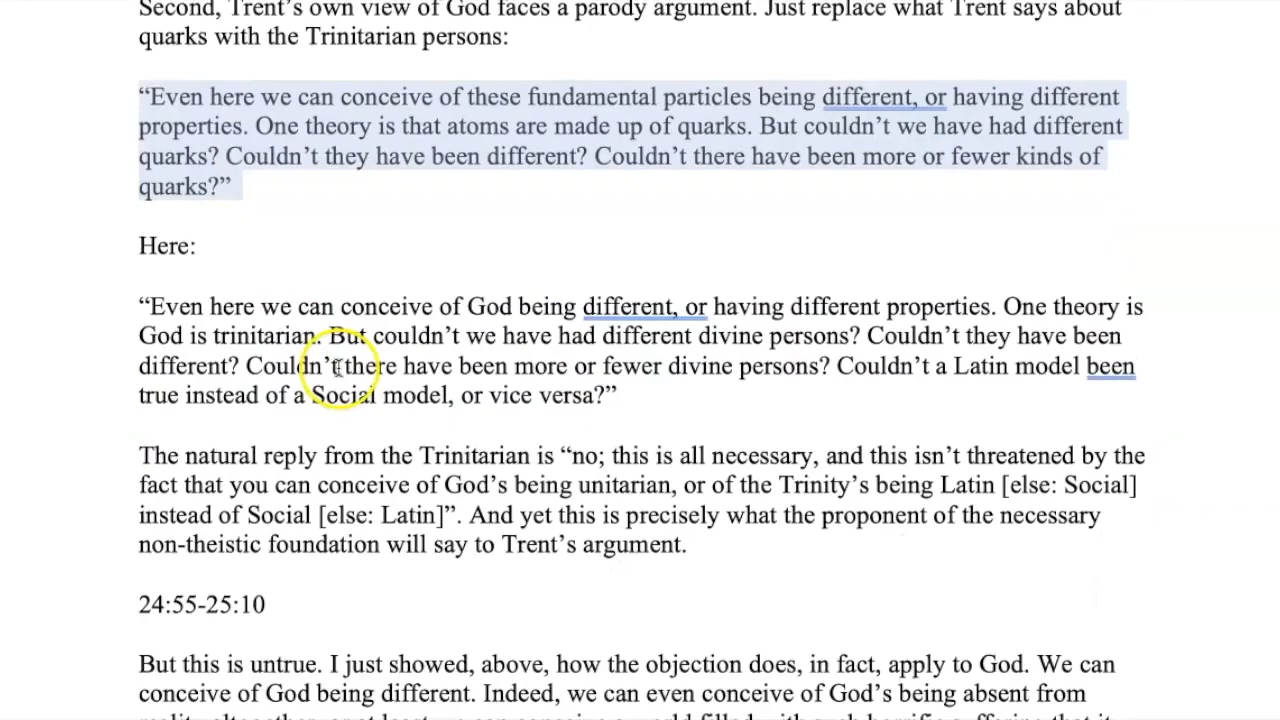 Second, Trent’s own view of God faces a parody argument. Just replace what Trent says about
quarks with the Trinitarian persons:
“Even here we can conceive of these fundamental particles being different, or having different
properties. One theory is that atoms are made up of quarks. But couldn’t we have had different
quarks? Couldn’t they have been different? Couldn’t there have been more or fewer kinds of
quarks?”
Here:
“Even here we can conceive of God being different, or having different properties. One theory is
God is trinitarian. But couldn’t we have had different divine persons? Couldn’t they have been
different? Couldn’t there have been more or fewer divine persons? Couldn’t a Latin model been
true instead of a Social model, or vice versa?”
The natural reply from the Trinitarian is “no; this is all necessary, and this isn’t threatened by the
fact that you can conceive of God’s being unitarian, or of the Trinity’s being Latin [else: Social]
instead of Social [else: Latin]”. And yet this is precisely what the proponent of the necessary
non-theistic foundation will say to Trent’s argument.
24:55-25:10
But this is untrue. I just showed, above, how the objection does, in fact, apply to God. We can
conceive of God being different. Indeed, we can even conceive of God’s being absent from